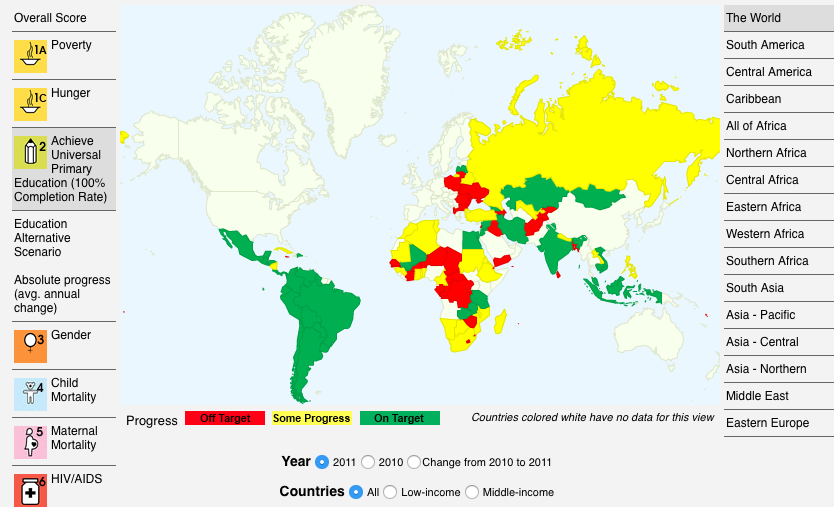 Overall Score
1A
Poverty
1C
Hunger
2
Achieve
Universal
Primary
Education (100%
Completion Rate)
Education
Alternative
Scenario
Absolute progress
(avg. annual
change)
3
Gender
4
Child
Mortality
5
Maternal
Mortality
6
HIV/AIDS
Progress
Off Target
Some Progress
On Target
Countries colored white have no data for this view
Year 2011 2010 Change from 2010 to 2011
Countries All Low-income Middle-income
The World
South America
Central America
Caribbean
All of Africa
Northern Africa
Central Africa
Eastern Africa
Western Africa
Southern Africa
South Asia
Asia - Pacific
Asia - Central
Asia - Northern
Middle East
Eastern Europe